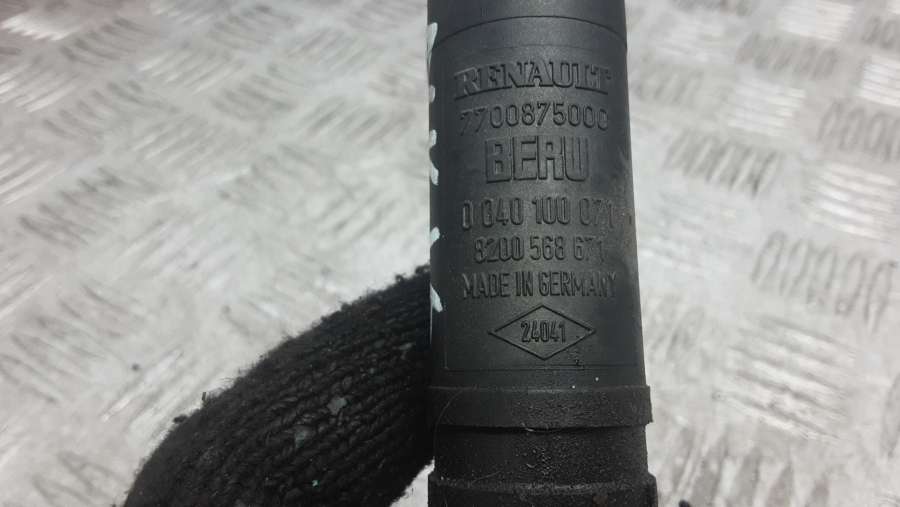 RENAULT
7700875000
BERU
0 040 100 071
8200 568 671
MADE IN GERMANY
24041